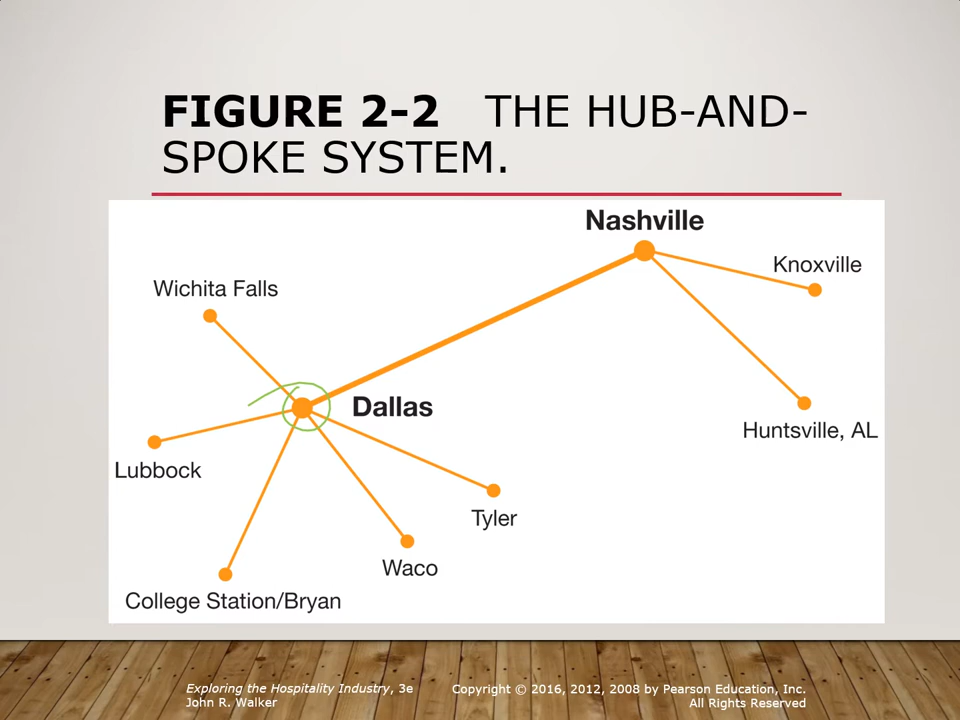 FIGURE 2-2 THE HUB-AND-
SPOKE SYSTEM.
Nashville
Knoxville
Wichita Falls
Dallas
Huntsville, AL
Lubbock
Tyler
Waco
College Station/Bryan
Exploring the Hospitality Industry, 3e
John R. Walker
Copyright © 2016, 2012, 2008 by Pearson Education, Inc.
All Rights Reserved